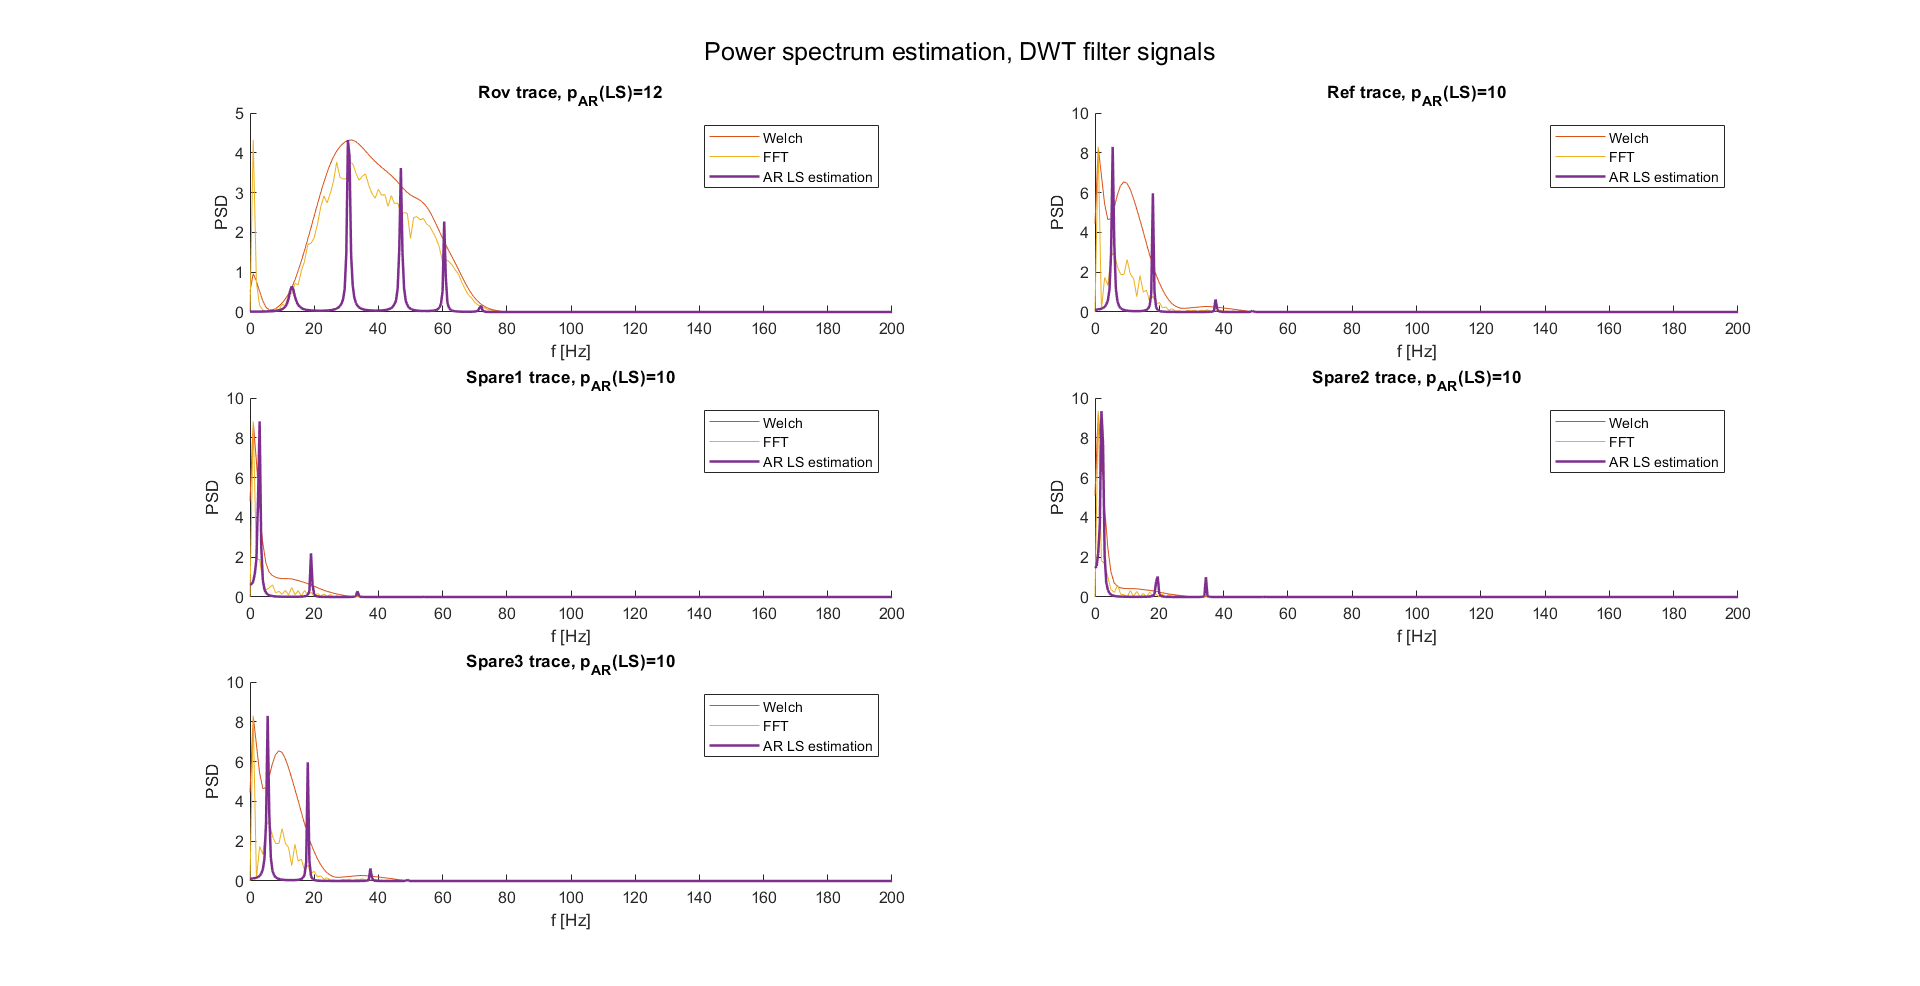 Power spectrum estimation, DWT filter signals
Rov trace, pAR(LS)=12
5
4
3
2
1
0
PSD
0 20 40 60 80 100 120 140 160 180 200
f [Hz]
Welch
FFT
AR LS estimation
Ref trace, pAR(LS)=10
10
8
6
4
2
0
PSD
0 20 40 60 80 100 120 140 160 180 200
f [Hz]
Welch
FFT
AR LS estimation
Spare1 trace, pAR(LS)=10
10
8
6
4
2
0
PSD
0 20 40 60 80 100 120 140 160 180 200
f [Hz]
Welch
FFT
AR LS estimation
Spare2 trace, pAR(LS)=10
10
8
6
4
2
0
PSD
0 20 40 60 80 100 120 140 160 180 200
f [Hz]
Welch
FFT
AR LS estimation
Spare3 trace, pAR(LS)=10
10
8
6
4
2
0
PSD
0 20 40 60 80 100 120 140 160 180 200
f [Hz]
Welch
FFT
AR LS estimation